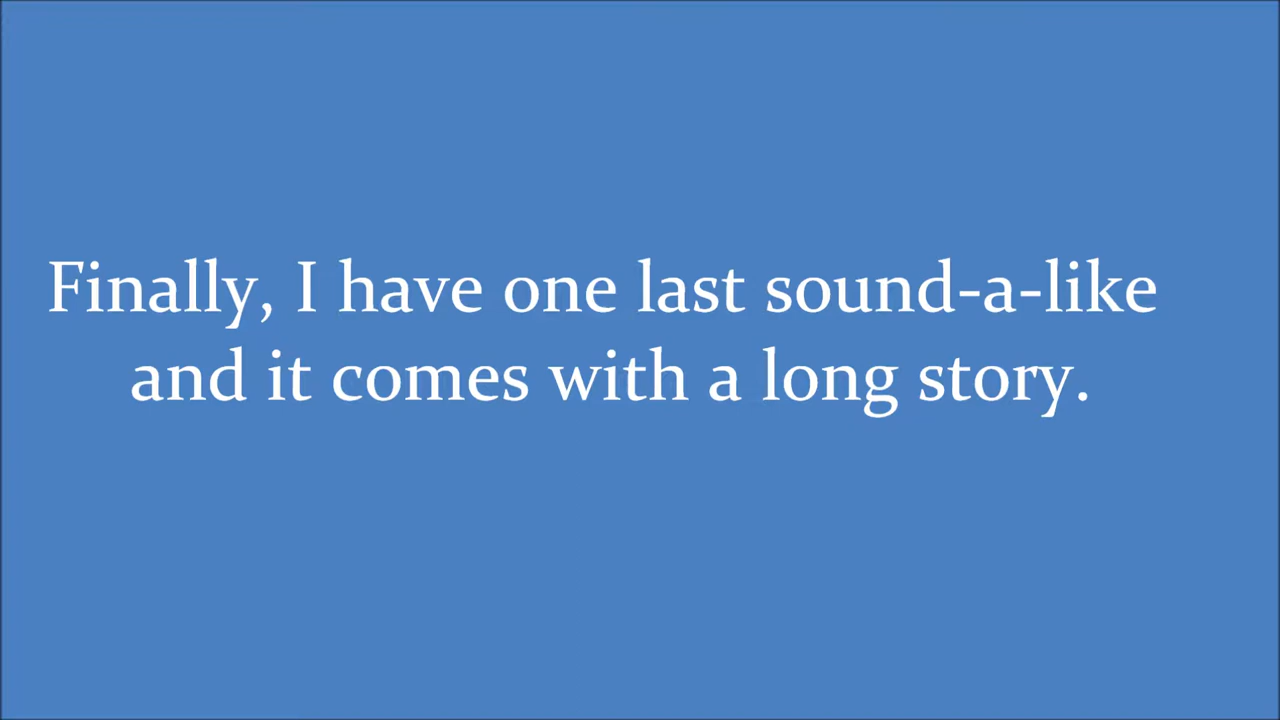 Finally, I have one last sound-a-like
and it comes with a long story.